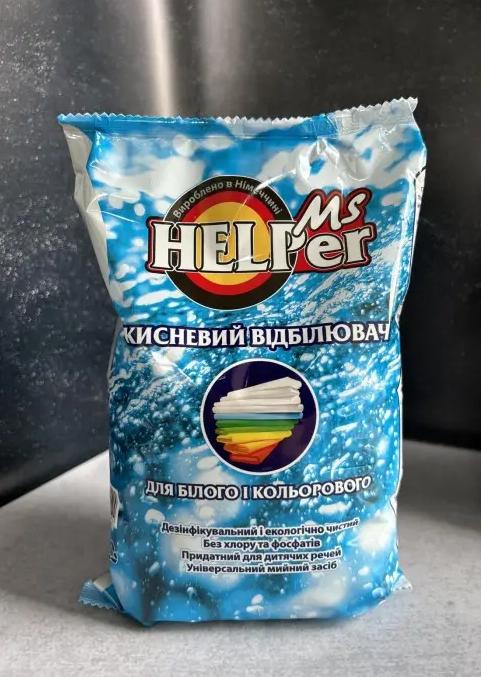 Вироблено в Німеччині
Ms
HELPer
КИСНЕВИЙ ВІДБІЛЮВАЧ
ДЛЯ БІЛОГО І КОЛЬОРОВОГО
Дезінфікувальний і екологічно чистий
Без хлору та фосфатів
Придатний для дитячих речей
Універсальний мийний засіб